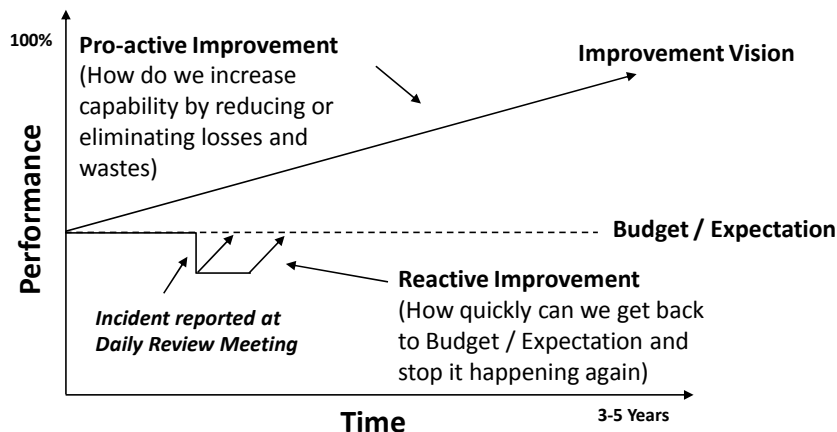 100%
Pro-active Improvement
(How do we increase
capability by reducing or
eliminating losses and
wastes)
Improvement Vision
Performance
Budget / Expectation
Incident reported at
Daily Review Meeting
Reactive Improvement
(How quickly can we get back
to Budget / Expectation and
stop it happening again)
Time
3-5 Years